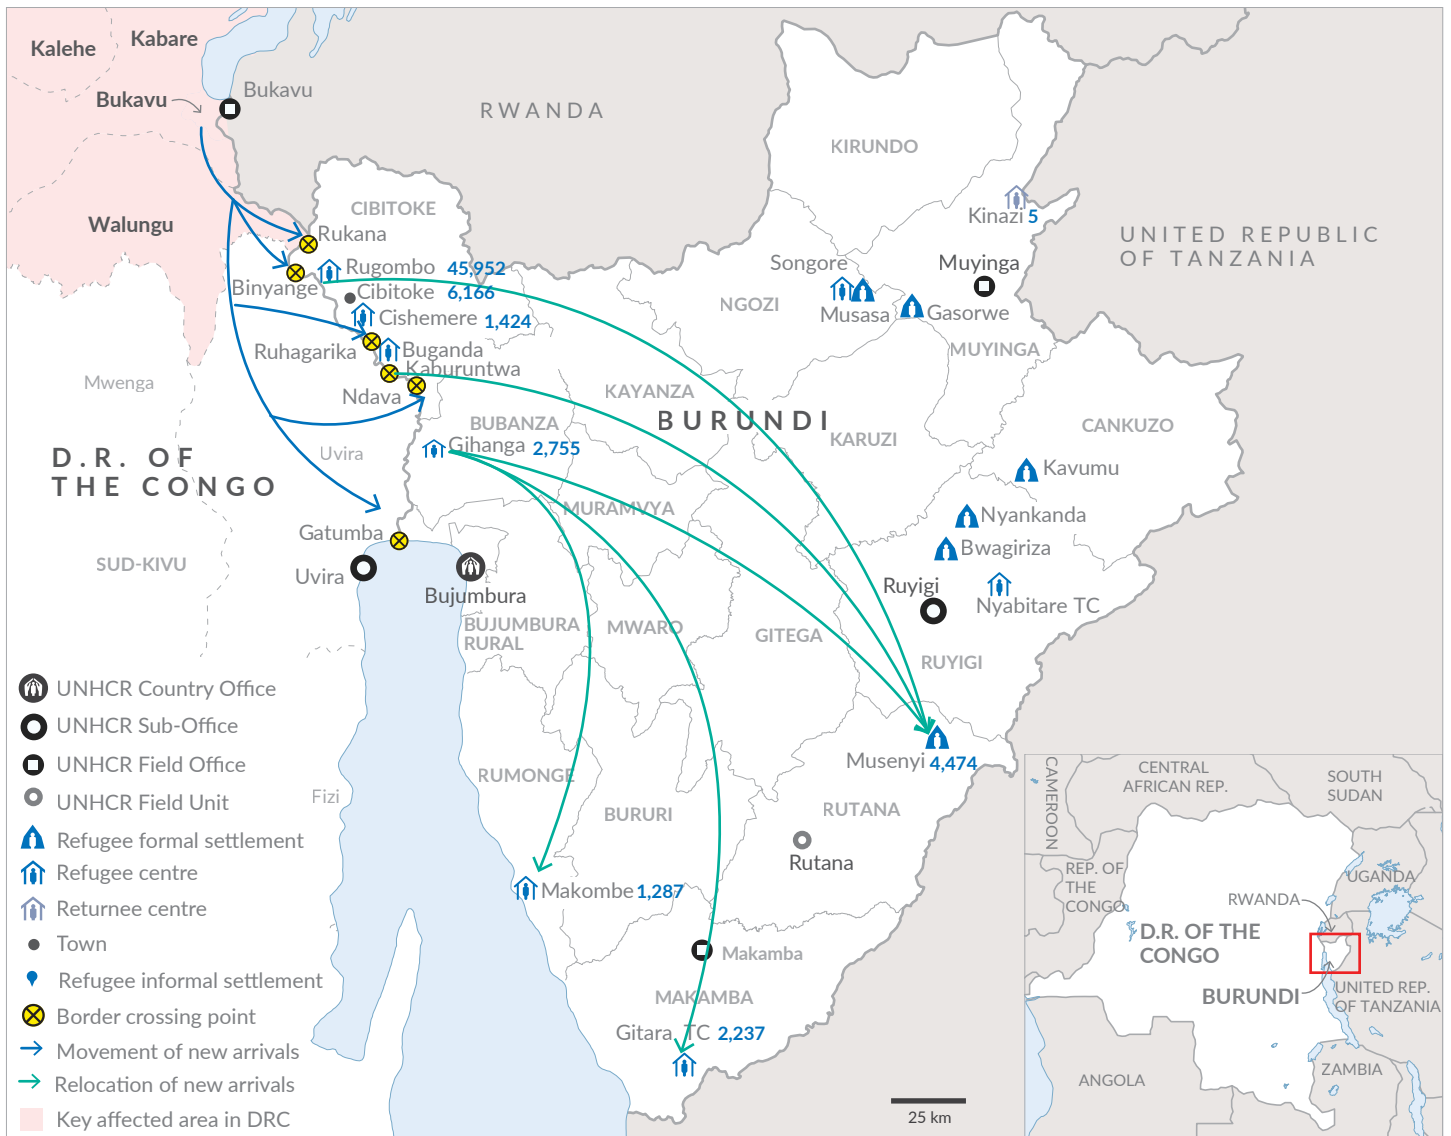 Kalehe
Kabare
Bukavu
Bukavu
RWANDA
KIRUNDO
Walungu
CIBITOKE
Rukana
Kinazi 5
UNITED REPUBLIC
OF TANZANIA
Rugombo 45,952
Binyange
Cibitoke 6,166
Cishemere 1,424
Songore
Muyinga
NGOZI
Musasa
Gasorwe
Ruhagarika
Buganda
Kaburuntwa
MUYINGA
Mwenga
Ndava
KAYANZA
BUBANZA
BURUNDI
KARUZI
CANKUZO
Gihanga 2,755
D.R. OF
THE CONGO
Uvira
Kavumu
MURAMVYA
Nyankanda
Gatumba
Bwagiriza
SUD-KIVU
Uvira
Bujumbura
Ruyigi
Nyabitare TC
BUJUMBURA
RURAL
MWARO
GITEGA
RUYIGI
Musenyi 4,474
RUMONGE
Fizi
BURURI
RUTANA
Rutana
Makombe 1,287
Makamba
MAKAMBA
Gitara TC 2,237
25 km
UNHCR Country Office
UNHCR Sub-Office
UNHCR Field Office
UNHCR Field Unit
Refugee formal settlement
Refugee centre
Returnee centre
Town
Refugee informal settlement
Border crossing point
Movement of new arrivals
Relocation of new arrivals
Key affected area in DRC
CAMEROON
CENTRAL
AFRICAN REP.
SOUTH
SUDAN
REP. OF
THE
CONGO
UGANDA
RWANDA
D.R. OF THE
CONGO
BURUNDI
UNITED REP.
OF TANZANIA
ANGOLA
ZAMBIA